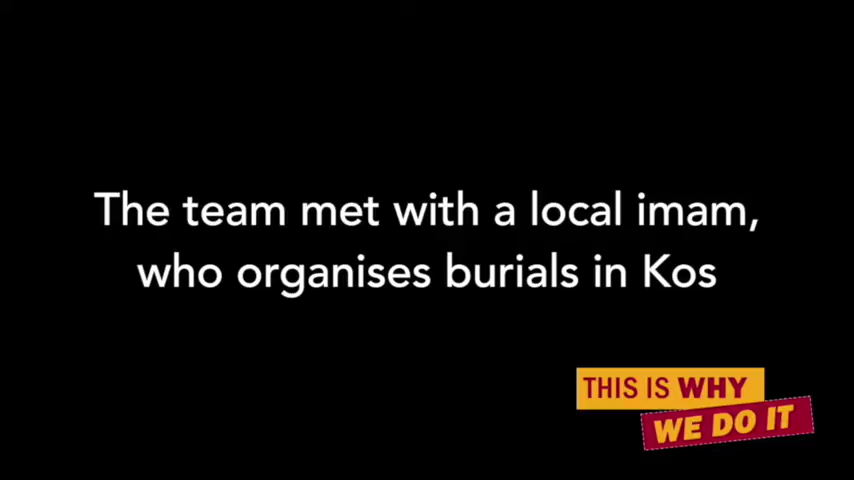 The team met with a local imam,
who organises burials in Kos
THIS IS WHY
WE DO IT